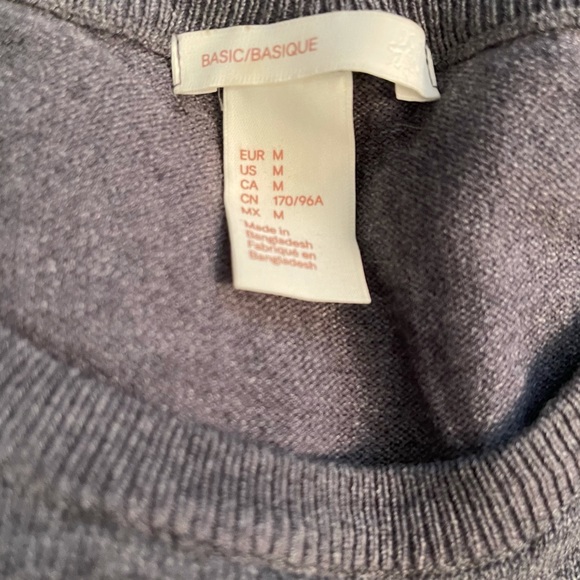 BASIC/BASIQUE
EUR M
US M
CA M
CN 170/96A
MX M
Made in
Bangladesh
Fabriqué en
Bangladesh